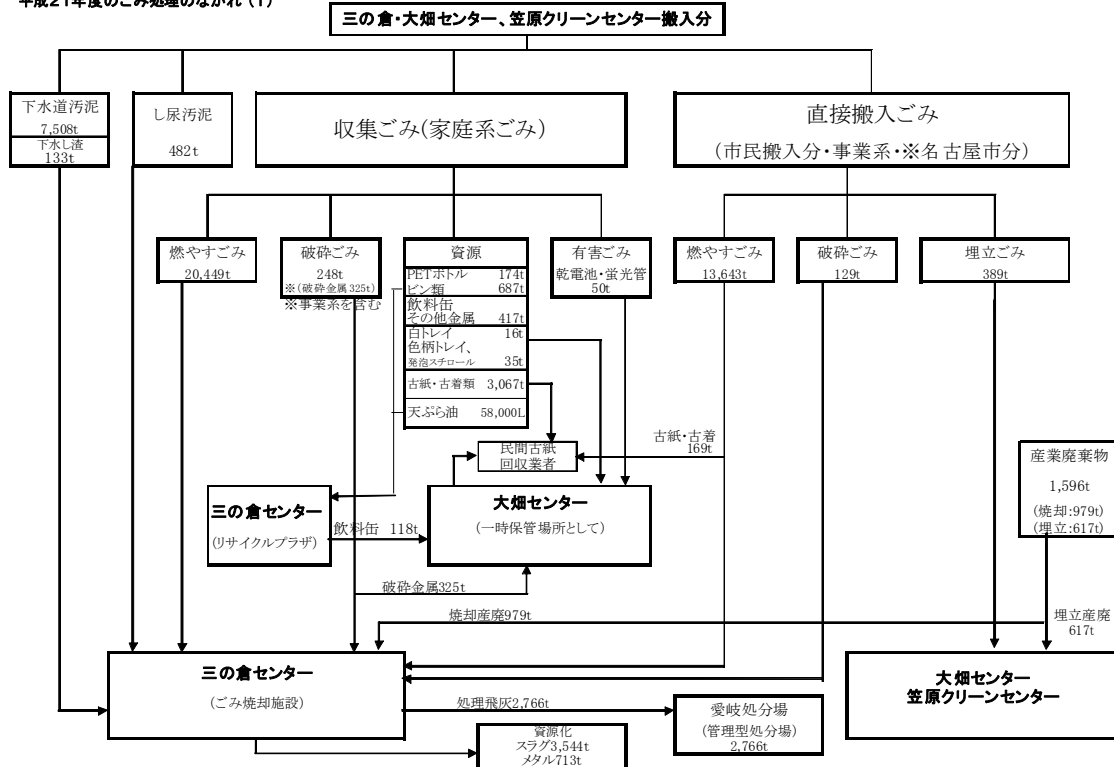 平成21年度のごみ処理のながれ (1)
三の倉・大畑センター、笠原クリーンセンター搬入分
下水道汚泥
7,508t
下水し渣
133t
し尿汚泥
482t
収集ごみ(家庭系ごみ)
直接搬入ごみ
(市民搬入分・事業系・※名古屋市分)
燃やすごみ
20,449t
破砕ごみ
248t
※(破砕金属325t)
※事業系を含む
資源
PETボトル 174t
ビン類 687t
飲料缶
その他金属 417t
白トレイ 16t
色柄トレイ、
発泡スチロール 35t
古紙・古着類 3,067t
天ぷら油 58,000L
有害ごみ
乾電池・蛍光管
50t
燃やすごみ
13,643t
破砕ごみ
129t
埋立ごみ
389t
民間古紙
回収業者
古紙・古着
169t
産業廃棄物
1,596t
(焼却:979t)
(埋立:617t)
三の倉センター
(リサイクルプラザ)
飲料缶 118t
大畑センター
(一時保管場所として)
破砕金属325t
焼却産廃979t
埋立産廃
617t
三の倉センター
(ごみ焼却施設)
処理飛灰2,766t
資源化
スラグ3,544t
メタル713t
愛岐処分場
(管理型処分場)
2,766t
大畑センター
笠原クリーンセンター